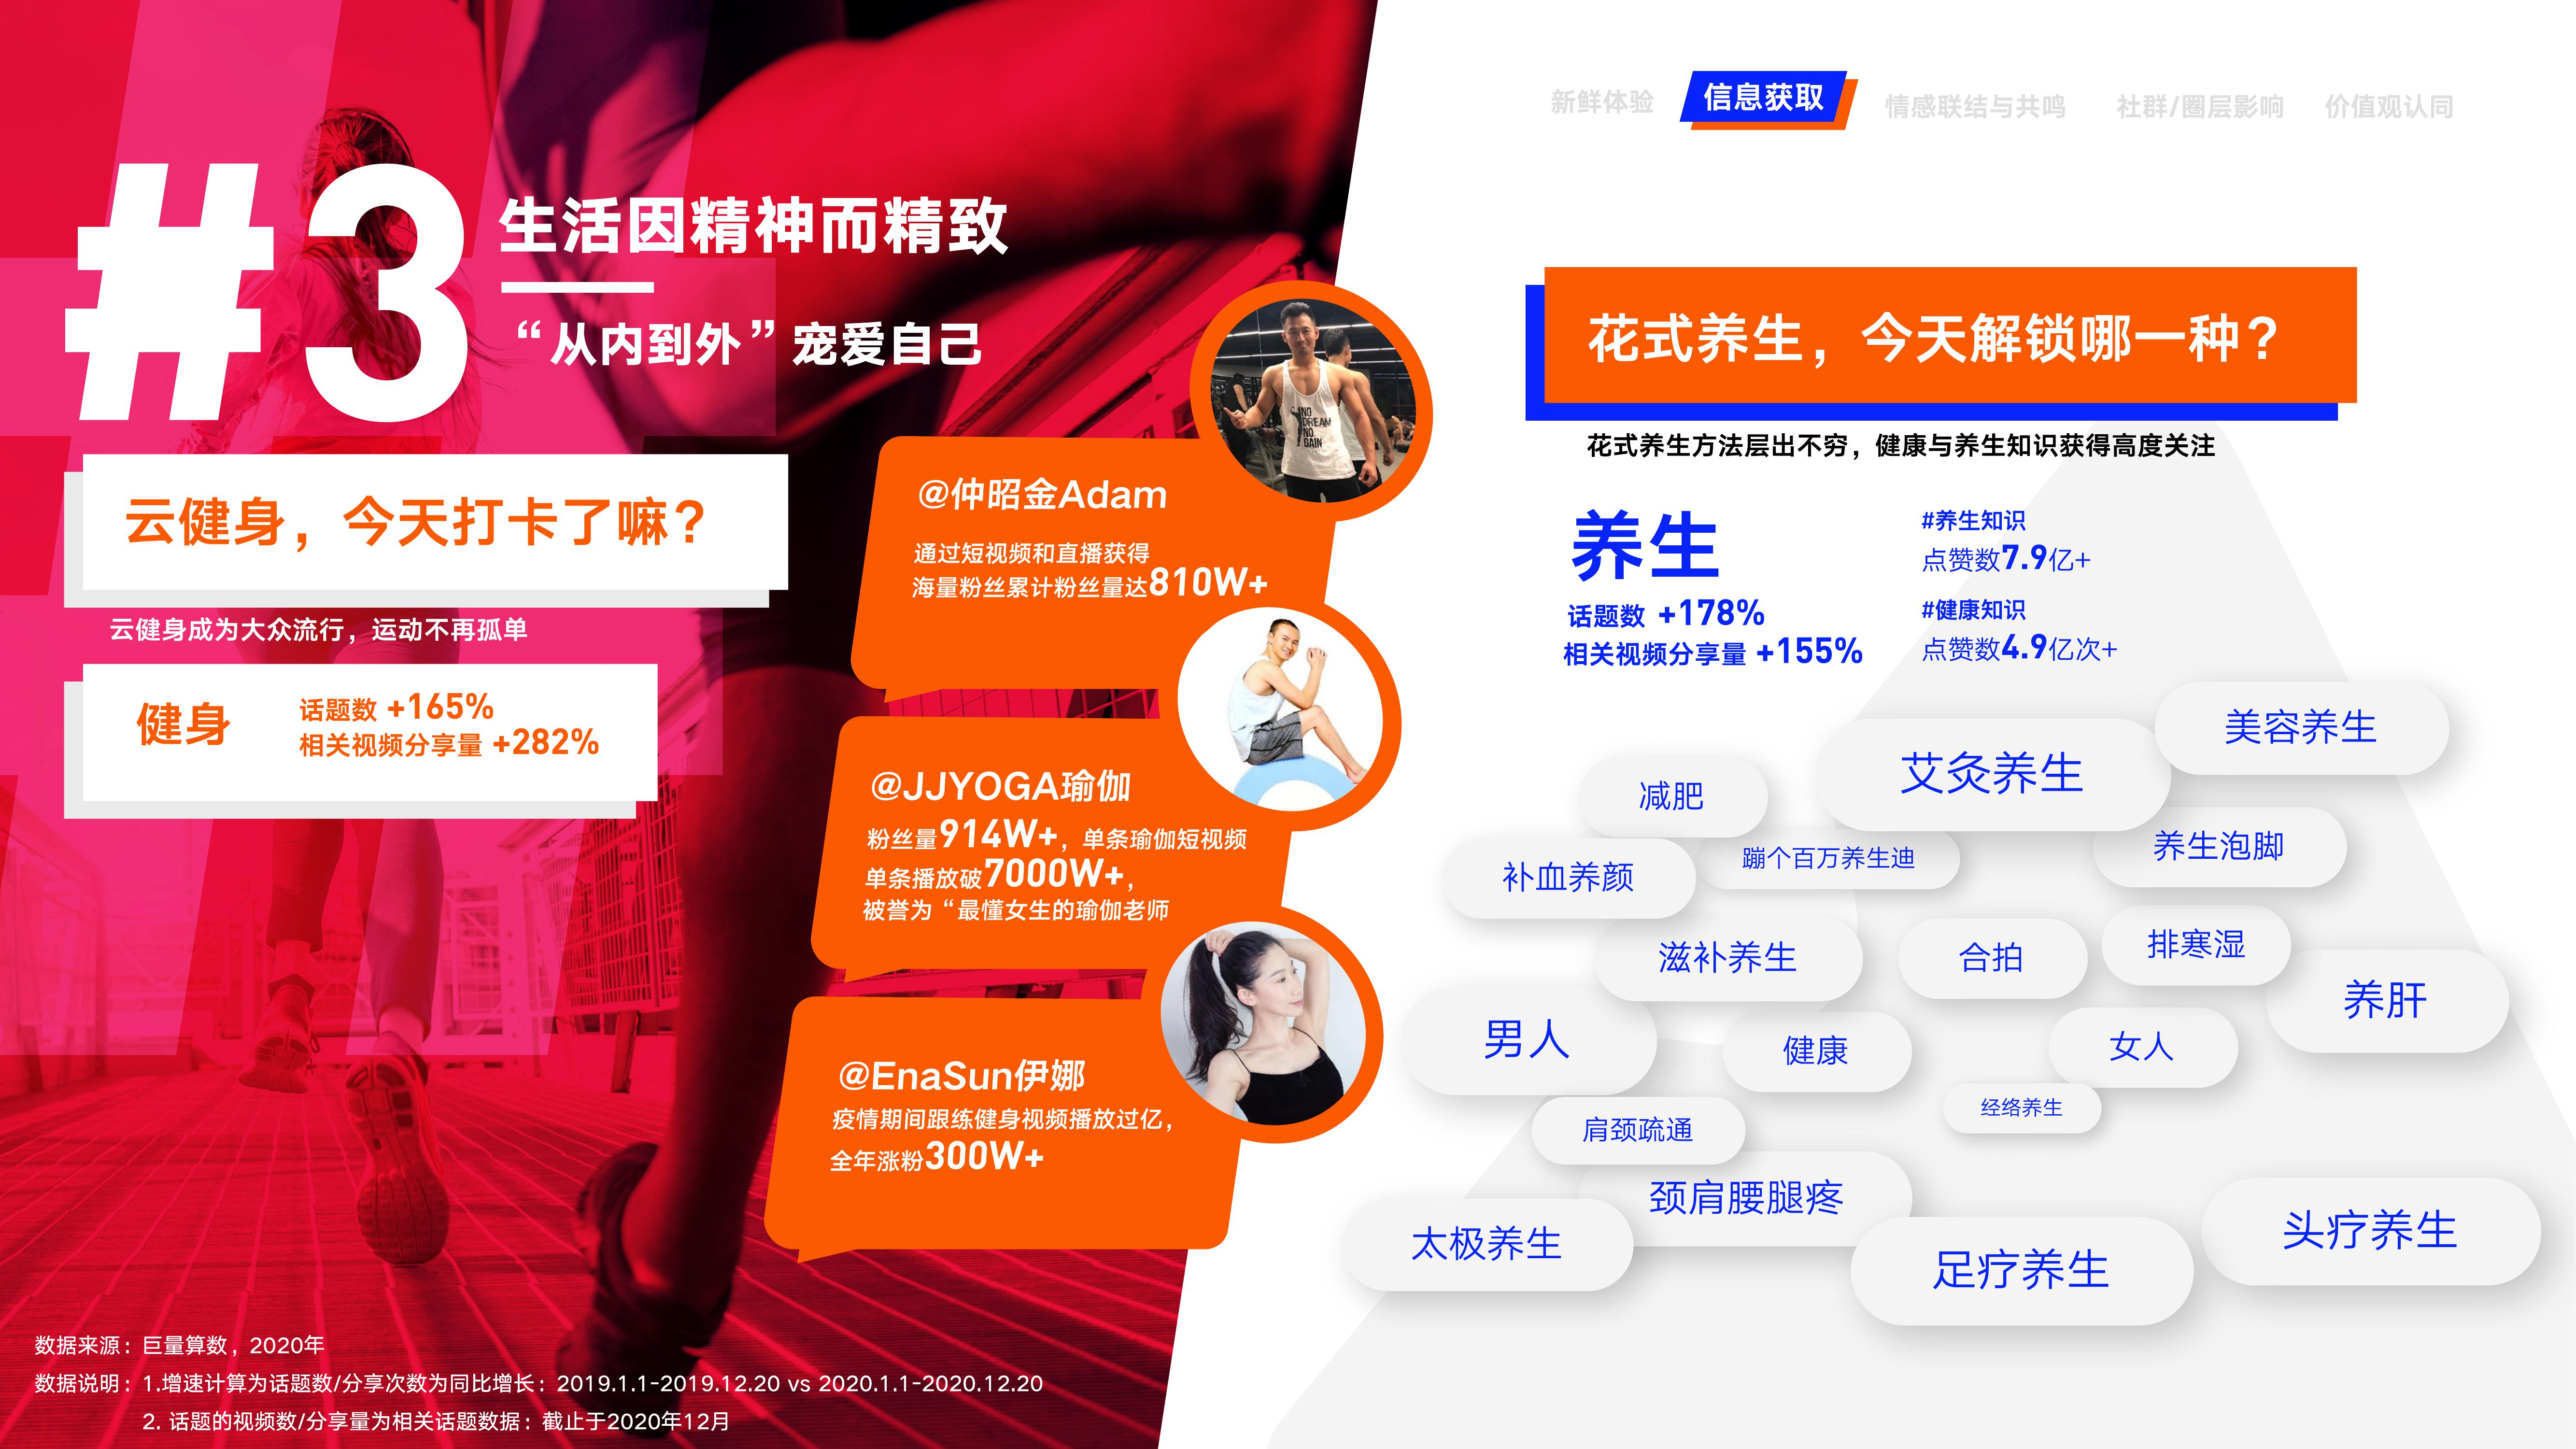 #3
生活因精神而精致
“从内到外”宠爱自己
云健身，今天打卡了嘛？
云健身成为大众流行，运动不再孤单
健身
话题数 +165%
相关视频分享量 +282%
@仲昭金Adam
通过短视频和直播获得
海量粉丝累计粉丝量达810W+
NO
DREAM
NO
GAIN
@JJYOGA瑜伽
粉丝量914W+，单条瑜伽短视频
单条播放破7000W+，
被誉为“最懂女生的瑜伽老师
@EnaSun伊娜
疫情期间跟练健身视频播放过亿，
全年涨粉300W+
数据来源：巨量算数，2020年
数据说明：1.增速计算为话题数/分享次数为同比增长：2019.1.1-2019.12.20 vs 2020.1.1-2020.12.20
2. 话题的视频数/分享量为相关话题数据：截止于2020年12月
新鲜体验 信息获取 情感联结与共鸣 社群/圈层影响 价值观认同
花式养生，今天解锁哪一种？
花式养生方法层出不穷，健康与养生知识获得高度关注
养生
话题数 +178%
相关视频分享量 +155%
#养生知识
点赞数7.9亿+
#健康知识
点赞数4.9亿次+
美容养生
艾灸养生
减肥
养生泡脚
蹦个百万养生迪
补血养颜
排寒湿
滋补养生
合拍
养肝
男人
健康
女人
经络养生
肩颈疏通
颈肩腰腿疼
太极养生
头疗养生
足疗养生